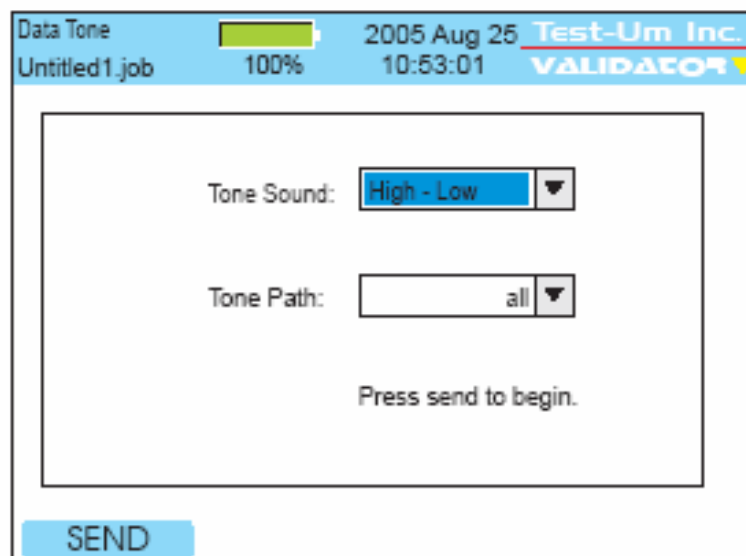 Data Tone 100% 2005 Aug 25 Test-Um Inc.
Untitled1.job 10:53:01 VALIDATOR
Tone Sound: High - Low
Tone Path: all
Press send to begin.
SEND